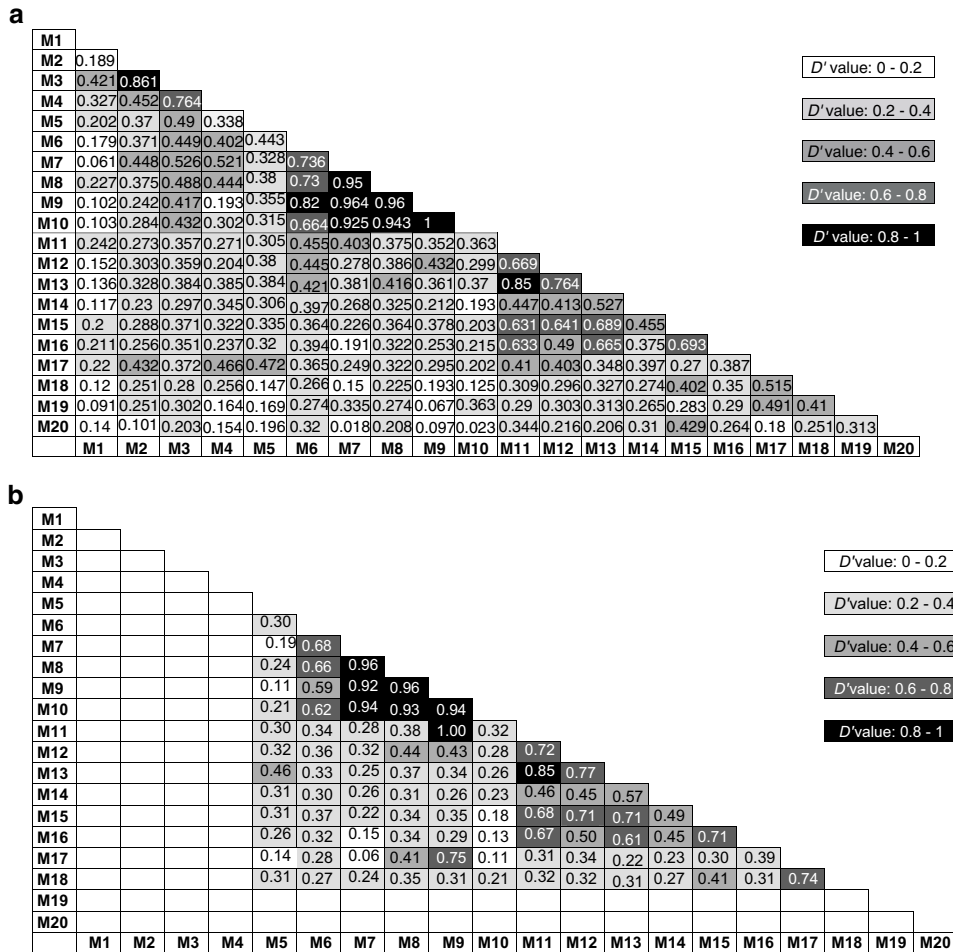 a
M1
M2 0.189
D' value: 0 - 0.2
M3 0.421 0.861
M4 0.327 0.452 0.764
D' value: 0.2 - 0.4
M5 0.202 0.37 0.49 0.338
M6 0.179 0.371 0.449 0.402 0.443
D' value: 0.4 - 0.6
M7 0.061 0.448 0.526 0.521 0.328 0.736
M8 0.227 0.375 0.488 0.444 0.38 0.73 0.95
D' value: 0.6 - 0.8
M9 0.102 0.242 0.417 0.193 0.355 0.82 0.964 0.96
M10 0.103 0.284 0.432 0.302 0.315 0.664 0.925 0.943 1
D' value: 0.8 - 1
M11 0.242 0.273 0.357 0.271 0.305 0.455 0.403 0.375 0.352 0.363
M12 0.152 0.303 0.359 0.204 0.38 0.445 0.278 0.386 0.432 0.299 0.669
M13 0.136 0.328 0.384 0.385 0.384 0.421 0.381 0.416 0.361 0.37 0.85 0.764
M14 0.117 0.23 0.297 0.345 0.306 0.397 0.268 0.325 0.212 0.193 0.447 0.413 0.527
M15 0.2 0.288 0.371 0.322 0.335 0.364 0.226 0.364 0.378 0.203 0.631 0.641 0.689 0.455
M16 0.211 0.256 0.351 0.237 0.32 0.394 0.191 0.322 0.253 0.215 0.633 0.49 0.665 0.375 0.693
M17 0.22 0.432 0.372 0.466 0.472 0.365 0.249 0.322 0.295 0.202 0.41 0.403 0.348 0.397 0.27 0.387
M18 0.12 0.251 0.28 0.256 0.147 0.266 0.15 0.225 0.193 0.125 0.309 0.296 0.327 0.274 0.402 0.35 0.515
M19 0.091 0.251 0.302 0.164 0.169 0.274 0.335 0.274 0.067 0.363 0.29 0.303 0.313 0.265 0.283 0.29 0.491 0.41
M20 0.14 0.101 0.203 0.154 0.196 0.32 0.018 0.208 0.097 0.023 0.344 0.216 0.206 0.31 0.429 0.264 0.18 0.251 0.313
M1 M2 M3 M4 M5 M6 M7 M8 M9 M10 M11 M12 M13 M14 M15 M16 M17 M18 M19 M20
b
M1
M2
M3
D'value: 0 - 0.2
M4
M5
D'value: 0.2 - 0.4
M6 0.30
M7 0.19 0.68
D'value: 0.4 - 0.6
M8 0.24 0.66 0.96
M9 0.11 0.59 0.92 0.96
D'value: 0.6 - 0.8
M10 0.21 0.62 0.94 0.93 0.94
M11 0.30 0.34 0.28 0.38 1.00 0.32
D'value: 0.8 - 1
M12 0.32 0.36 0.32 0.44 0.43 0.28 0.72
M13 0.46 0.33 0.25 0.37 0.34 0.26 0.85 0.77
M14 0.31 0.30 0.26 0.31 0.26 0.23 0.46 0.45 0.57
M15 0.31 0.37 0.22 0.34 0.35 0.18 0.68 0.71 0.71 0.49
M16 0.26 0.32 0.15 0.34 0.29 0.13 0.67 0.50 0.61 0.45 0.71
M17 0.14 0.28 0.06 0.41 0.75 0.11 0.31 0.34 0.22 0.23 0.30 0.39
M18 0.31 0.27 0.24 0.35 0.31 0.21 0.32 0.32 0.31 0.27 0.41 0.31 0.74
M19
M20
M1 M2 M3 M4 M5 M6 M7 M8 M9 M10 M11 M12 M13 M14 M15 M16 M17 M18 M19 M20